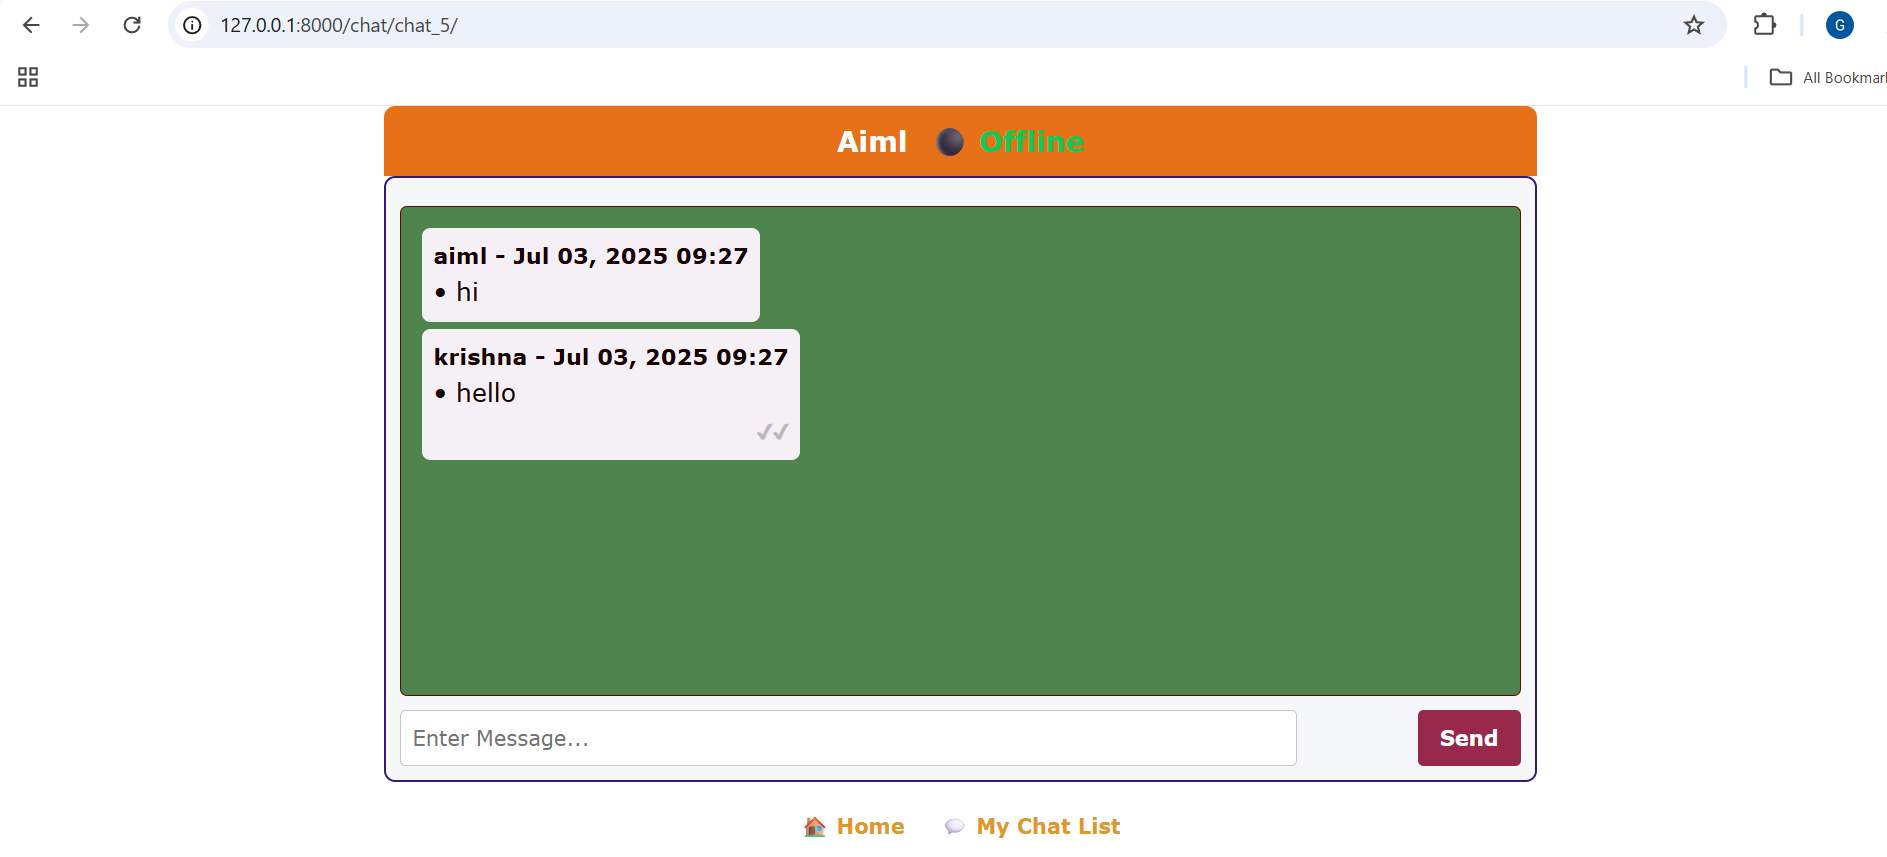 127.0.0.1:8000/chat/chat_5/
G
All Bookmar
Aiml Offline
aiml - Jul 03, 2025 09:27
• hi
krishna - Jul 03, 2025 09:27
• hello
✓✓
Enter Message...
Send
Home My Chat List